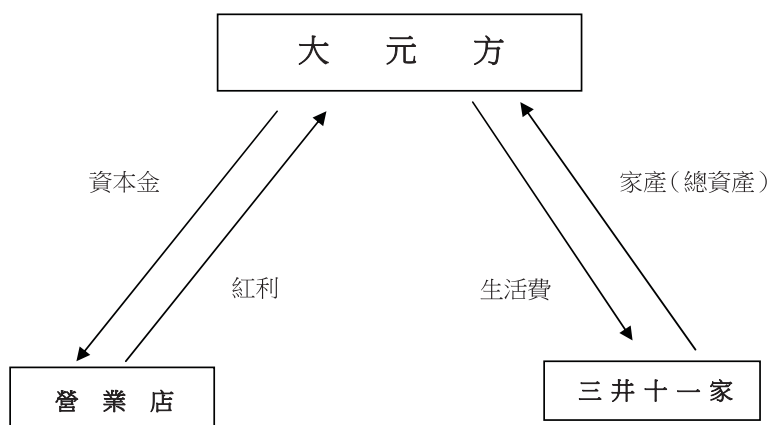 大元方
資本金
家產(總資產)
紅利
生活費
營業店
三井十一家